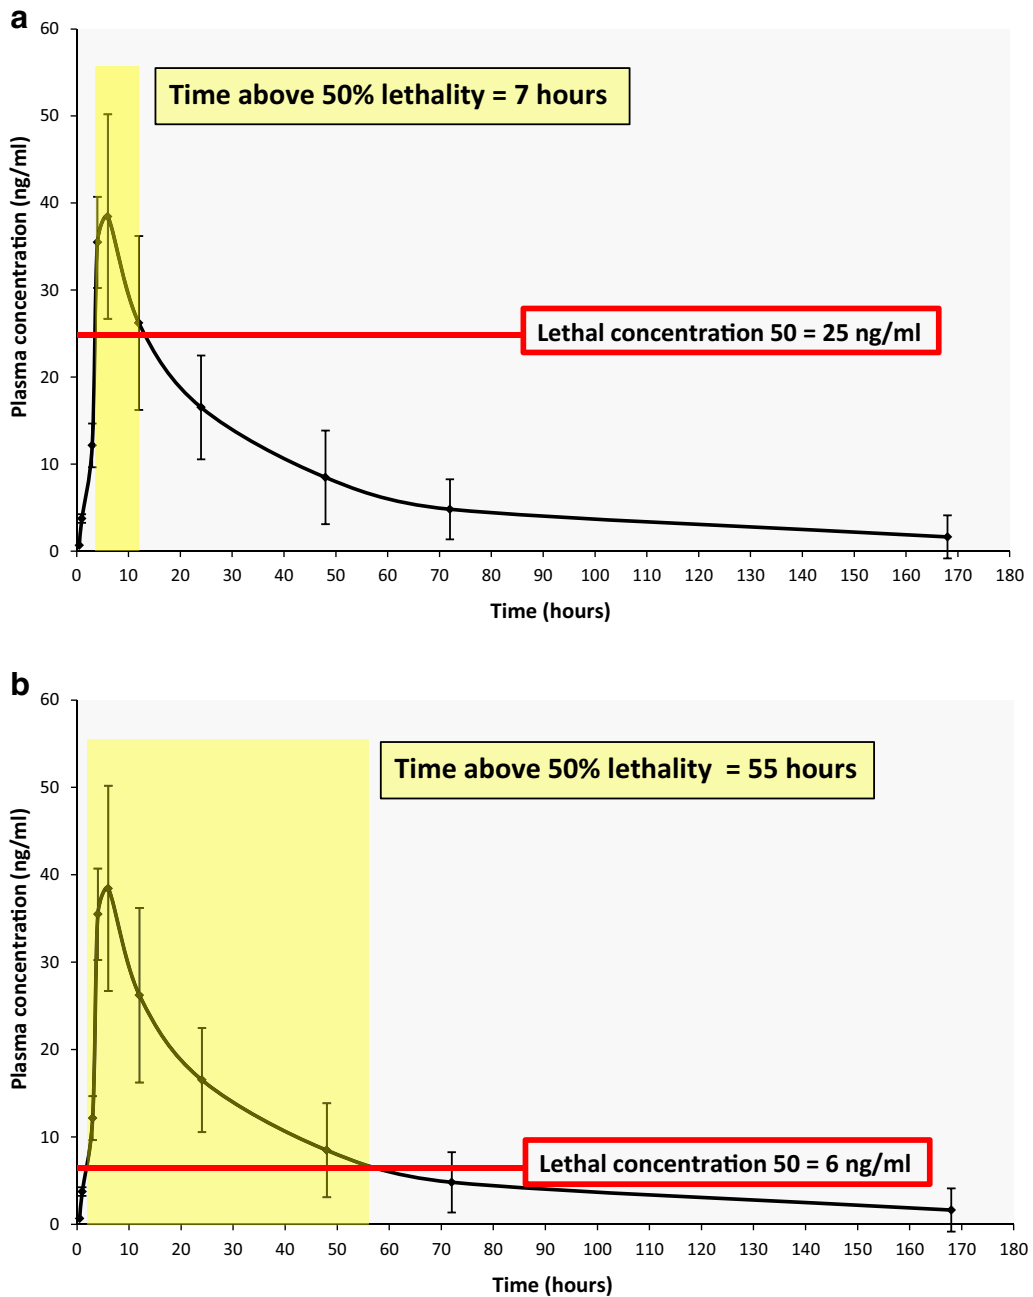 a
60
50
40
30
20
10
0
Plasma concentration (ng/ml)
Time above 50% lethality = 7 hours
Lethal concentration 50 = 25 ng/ml
0 10 20 30 40 50 60 70 80 90 100 110 120 130 140 150 160 170 180
Time (hours)
b
60
50
40
30
20
10
0
Plasma concentration (ng/ml)
Time above 50% lethality = 55 hours
Lethal concentration 50 = 6 ng/ml
0 10 20 30 40 50 60 70 80 90 100 110 120 130 140 150 160 170 180
Time (hours)